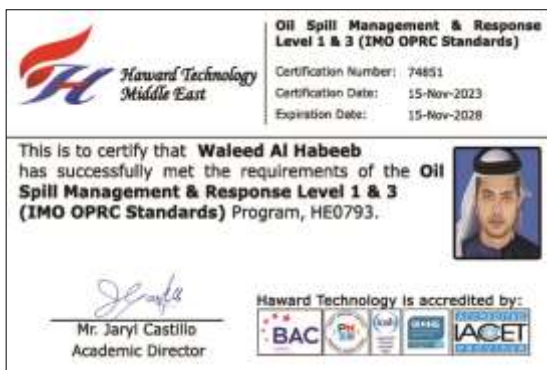 Haward Technology
Middle East
Oil Spill Management & Response
Level 1 & 3 (IMO OPRC Standards)
Certification Number: 74851
Certification Date: 15-Nov-2023
Expiration Date: 15-Nov-2028
This is to certify that Waleed Al Habeeb
has successfully met the requirements of the Oil
Spill Management & Response Level 1 & 3
(IMO OPRC Standards) Program, HE0793.
Mr. Jaryl Castillo
Academic Director
Haward Technology is accredited by:
BAC
ACCREDITED
IACET
PROVIDER